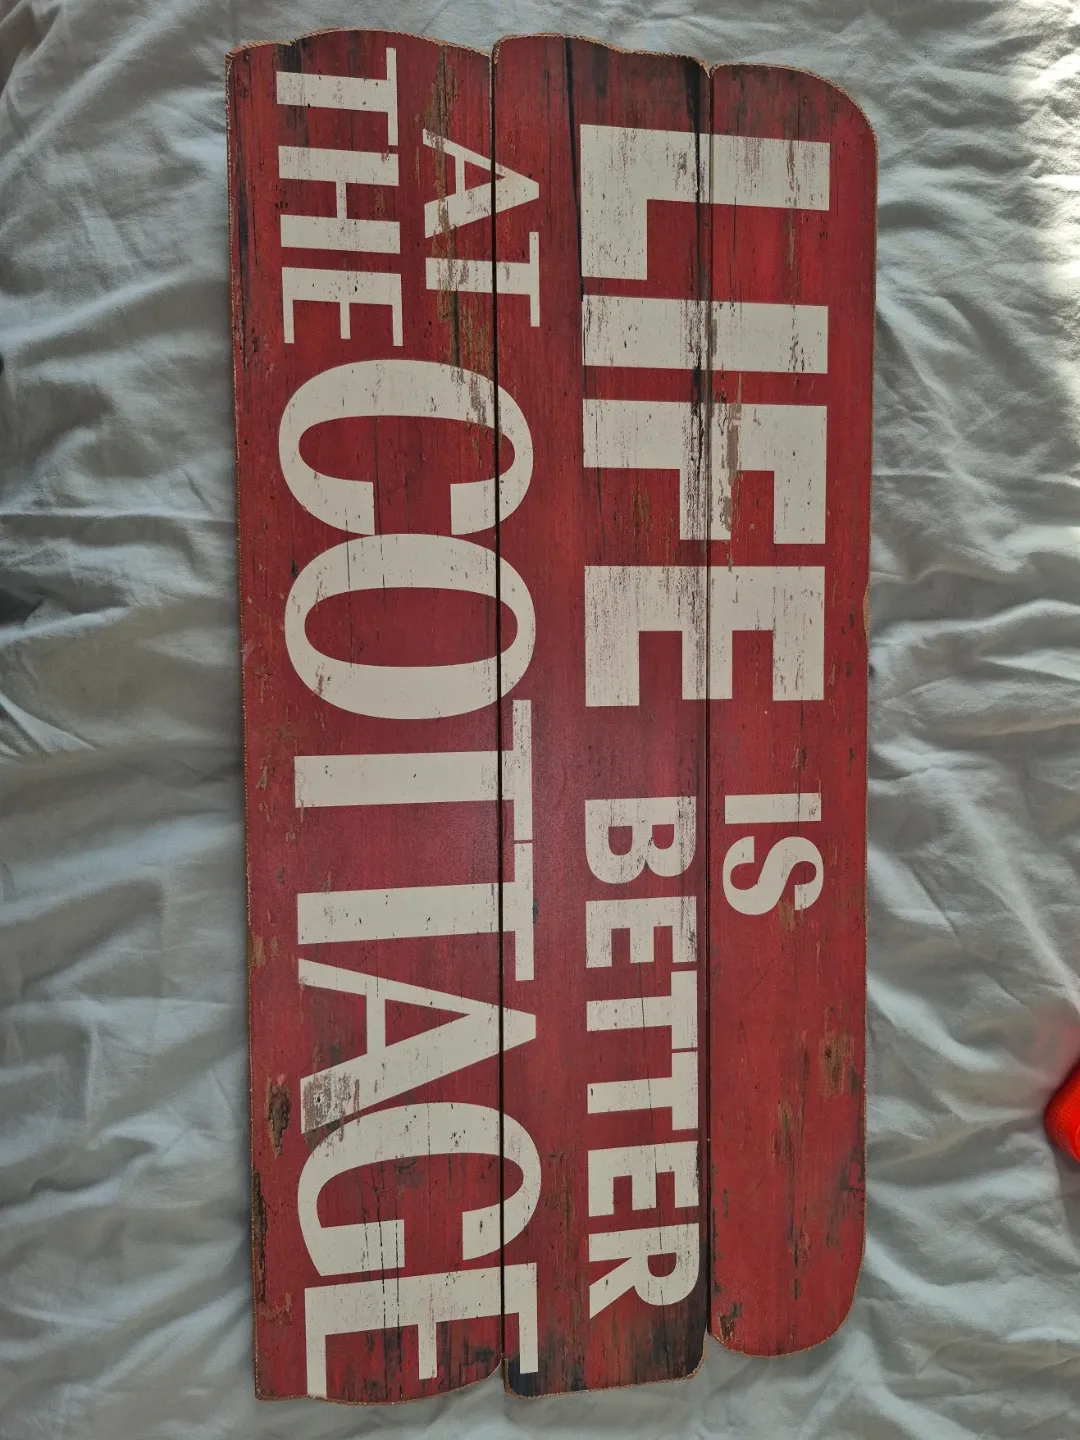 LIFE IS
BETTER
AT
THE COTTAGE